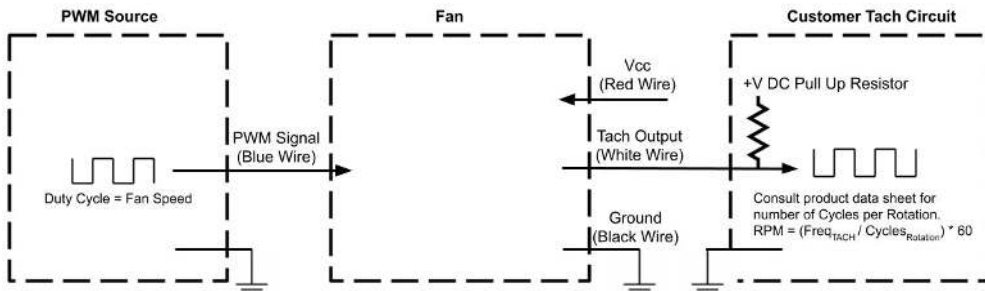 PWM Source
Fan
Customer Tach Circuit
Vcc
(Red Wire)
+V DC Pull Up Resistor
PWM Signal
(Blue Wire)
Tach Output
(White Wire)
Duty Cycle = Fan Speed
Consult product data sheet for
number of Cycles per Rotation.
RPM = (FreqTACH / CyclesRotation) * 60
Ground
(Black Wire)